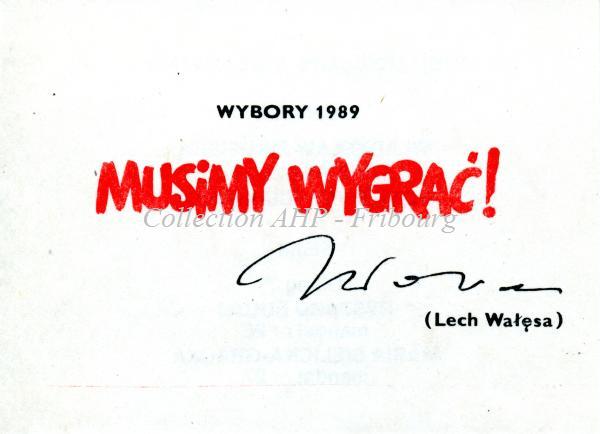 WYBORY 1989
MUSiMY WYGRAĆ!
Collection AHP - Fribourg
(Lech Wałęsa)